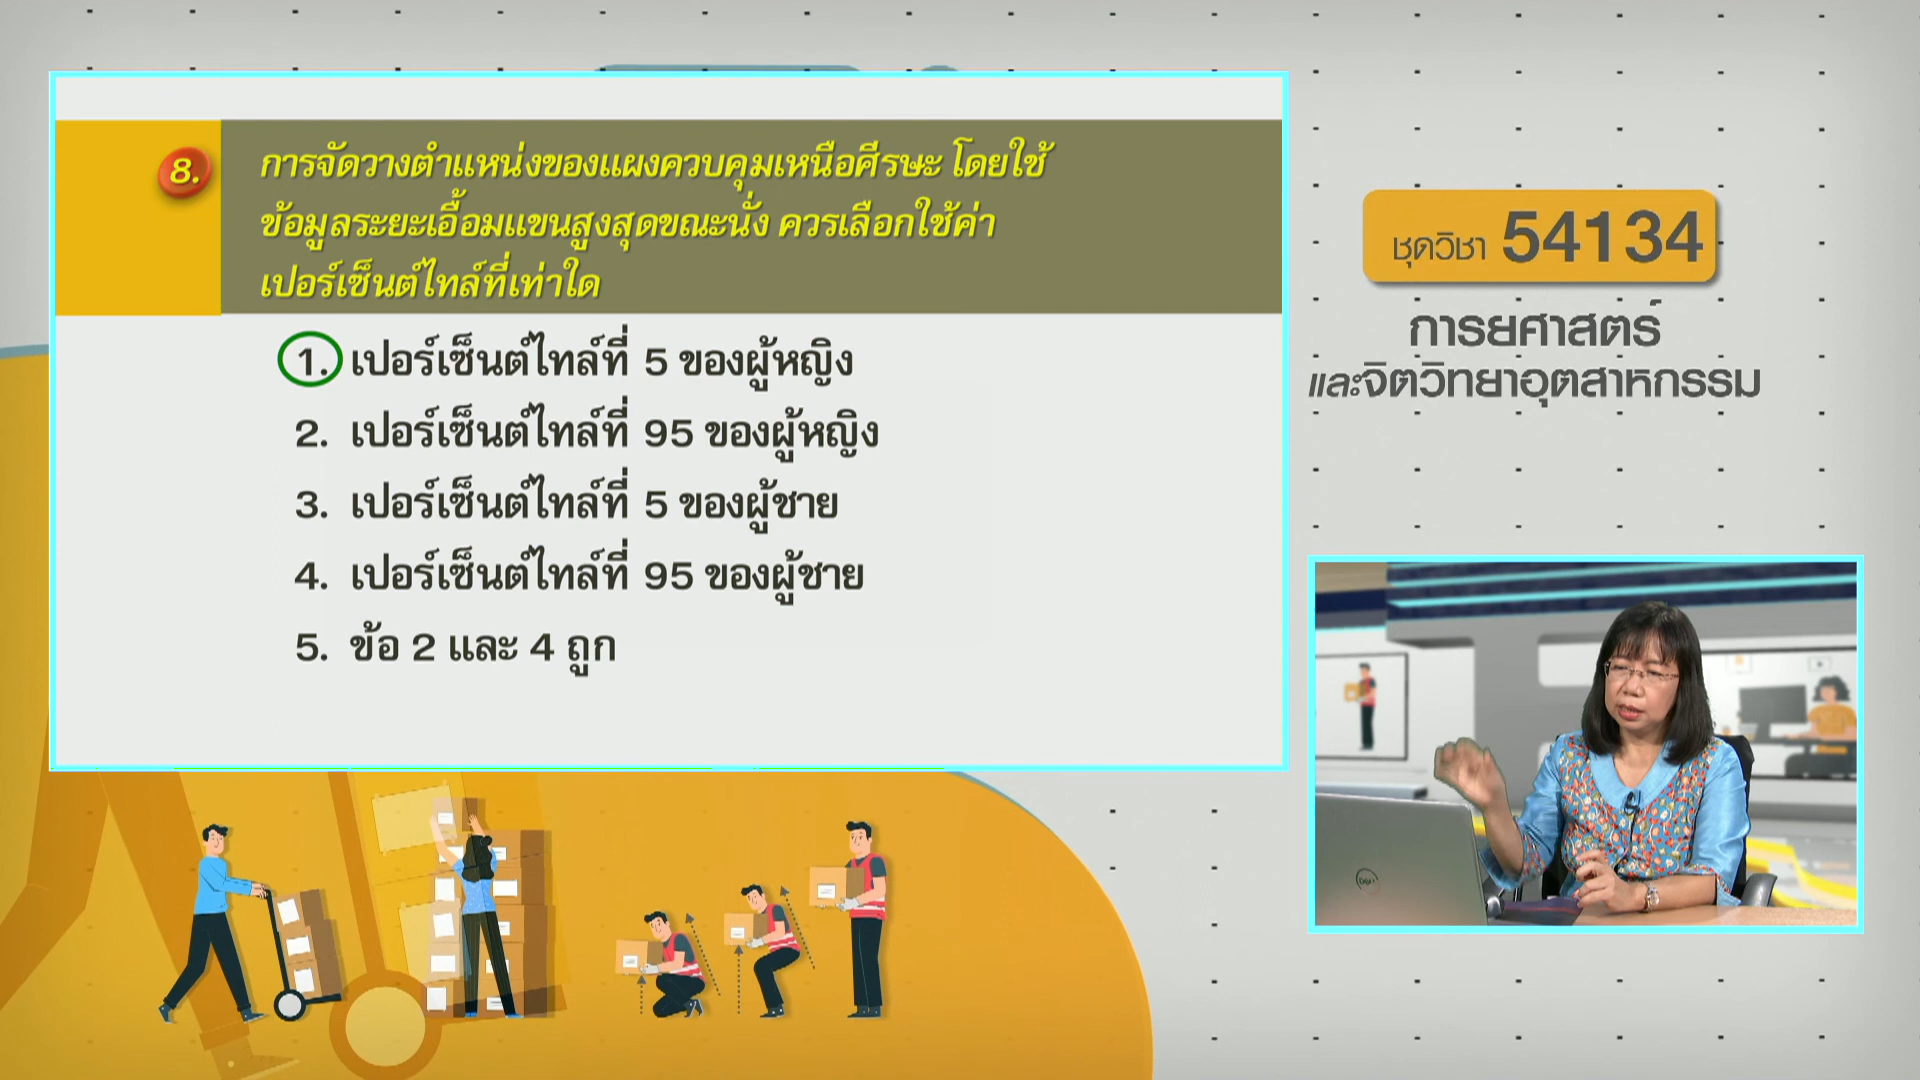 8.
การจัดวางตำแหน่งของแผงควบคุมเหนือศีรษะ โดยใช้
ข้อมูลระยะเอื้อมแขนสูงสุดขณะนั่ง ควรเลือกใช้ค่า
เปอร์เซ็นต์ไทล์ที่เท่าใด
1. เปอร์เซ็นต์ไทล์ที่ 5 ของผู้หญิง
2. เปอร์เซ็นต์ไทล์ที่ 95 ของผู้หญิง
3. เปอร์เซ็นต์ไทล์ที่ 5 ของผู้ชาย
4. เปอร์เซ็นต์ไทล์ที่ 95 ของผู้ชาย
5. ข้อ 2 และ 4 ถูก
ชุดวิชา 54134
การยศาสตร์
และจิตวิทยาอุตสาหกรรม
DELL